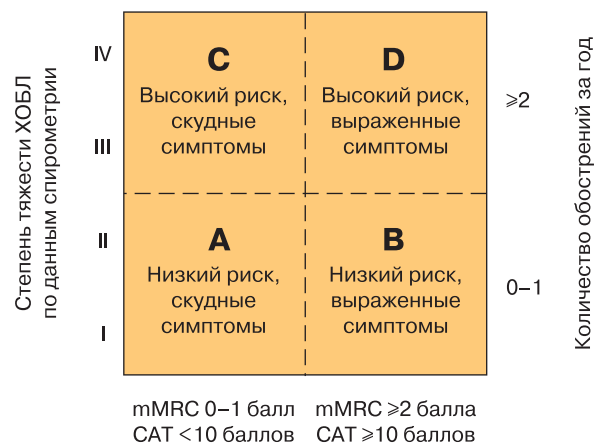 Степень тяжести ХОБЛ
по данным спирометрии
IV
III
II
I
C
Высокий риск,
скудные
симптомы
D
Высокий риск,
выраженные
симптомы
A
Низкий риск,
скудные
симптомы
B
Низкий риск,
выраженные
симптомы
≥2
0–1
Количество обострений за год
mMRC 0–1 балл
CAT <10 баллов
mMRC ≥2 балла
CAT ≥10 баллов